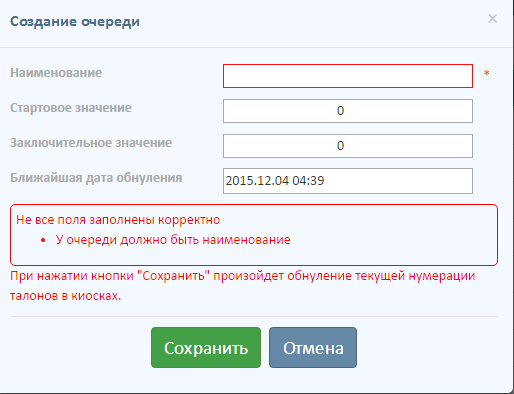 Создание очереди ×
Наименование *
Стартовое значение 0
Заключительное значение 0
Ближайшая дата обнуления 2015.12.04 04:39
Не все поля заполнены корректно
• У очереди должно быть наименование
При нажатии кнопки "Сохранить" произойдет обнуление текущей нумерации
талонов в киосках.
Сохранить Отмена